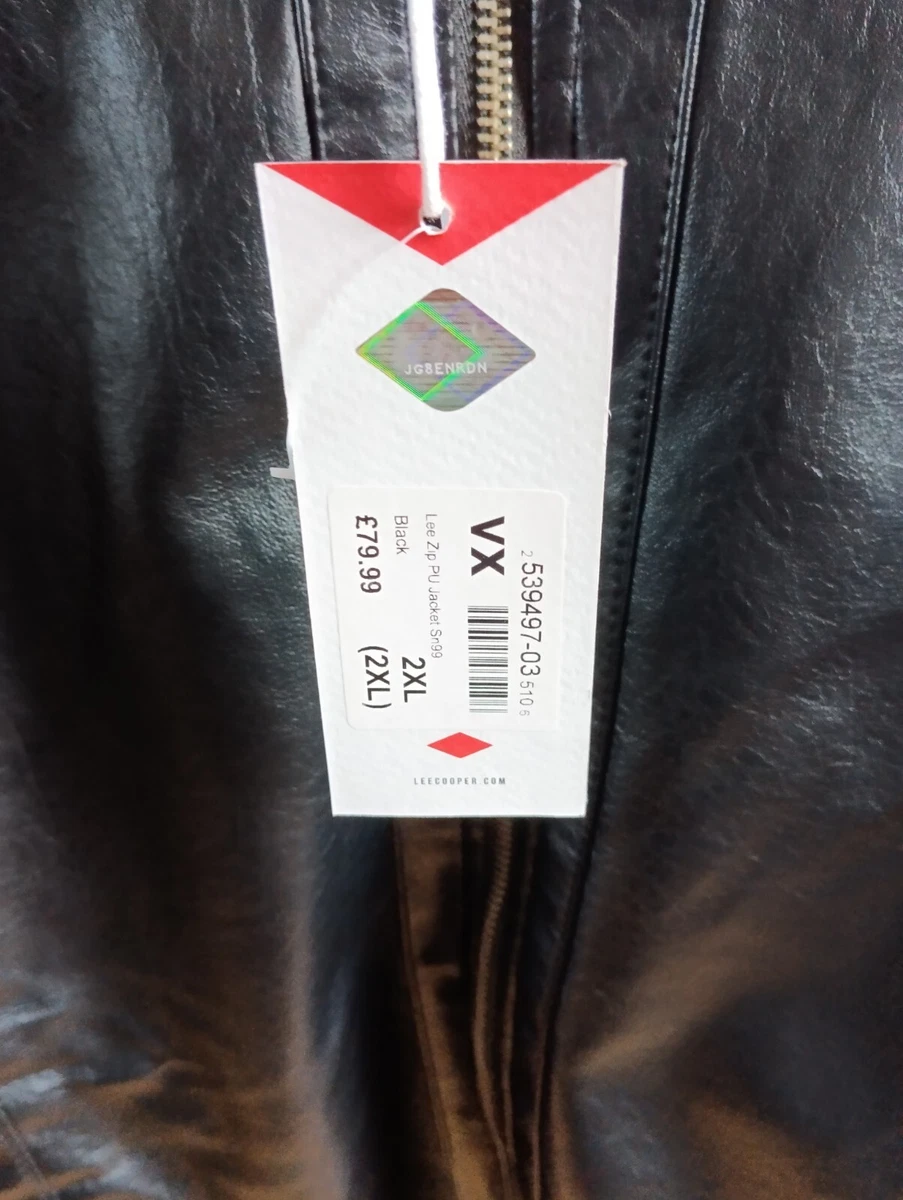 JGBENRDN
2 539497-03 510 5
VX
Lee Zip PU Jacket Sn99
Black 2XL
£79.99 (2XL)
LEECOOPER.COM